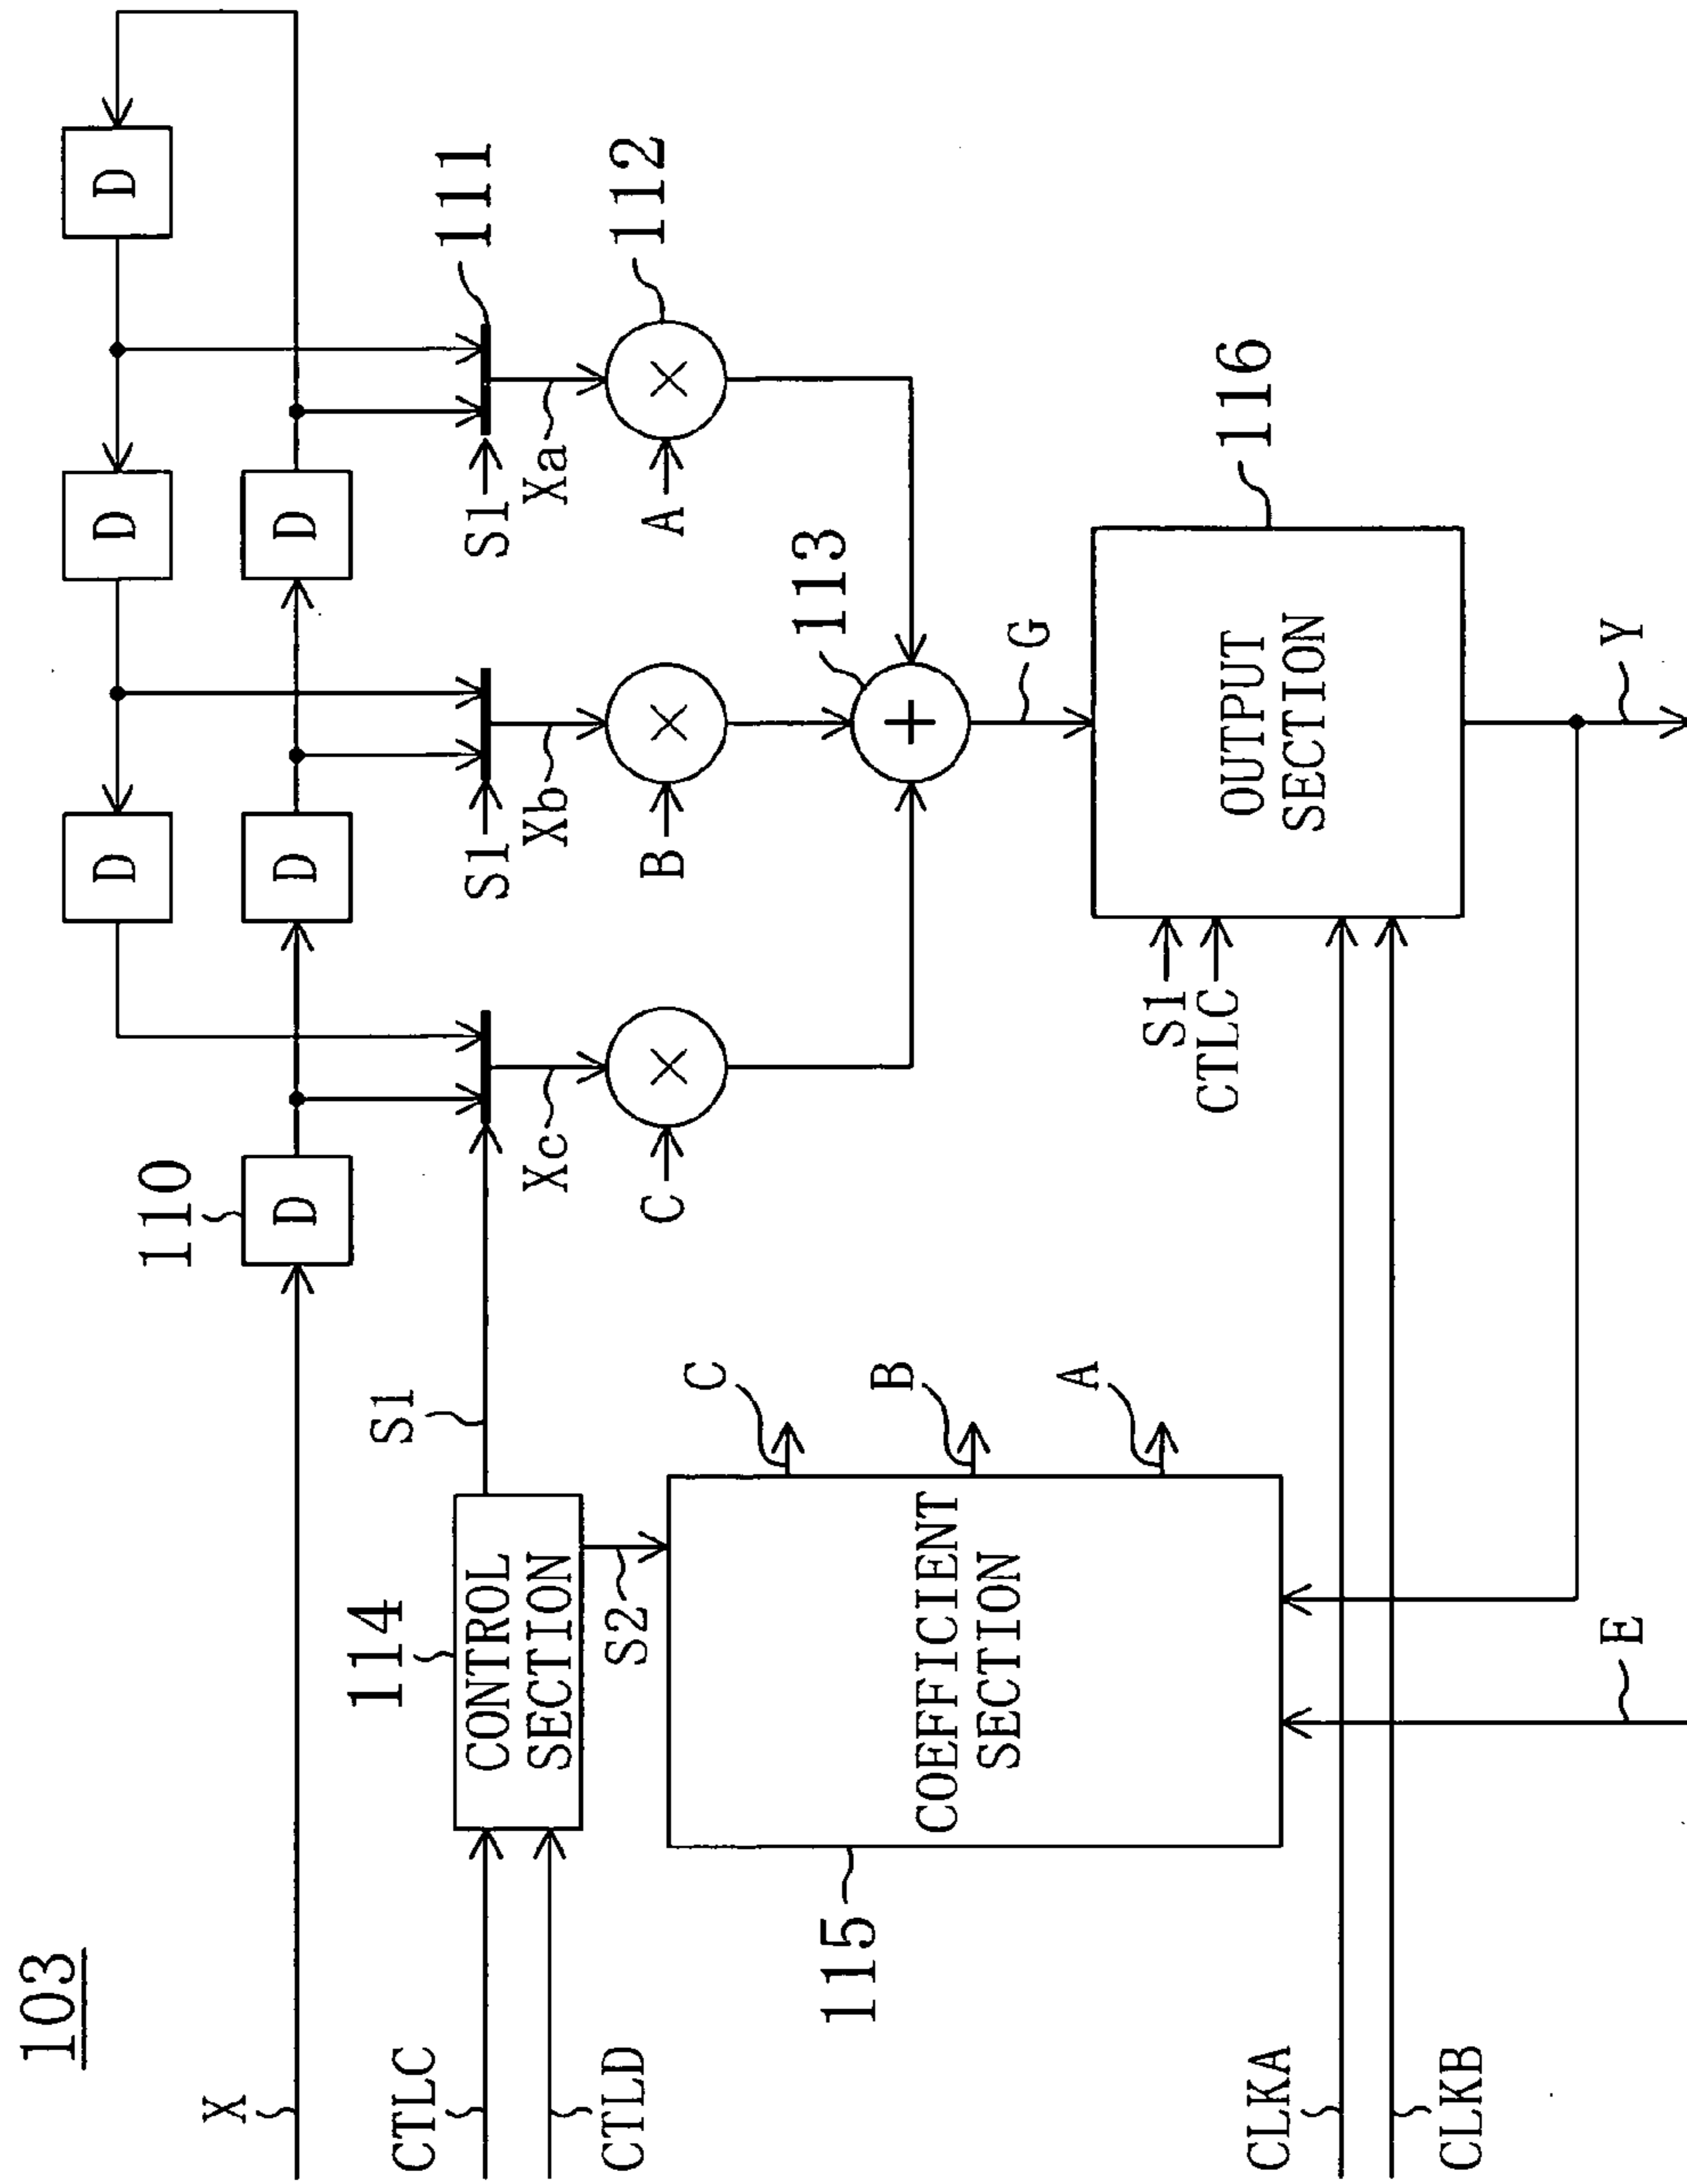 103
D
D
D
D
D
D
110
X
111
S1
Xa
S1
Xb
Xc
S1
112
A
B
C
113
114
CONTROL
SECTION
CTLC
CTLD
S2
C
B
A
COEFFICIENT
SECTION
115
G
116
OUTPUT
SECTION
S1
CTLC
CLKA
CLKB
E
Y